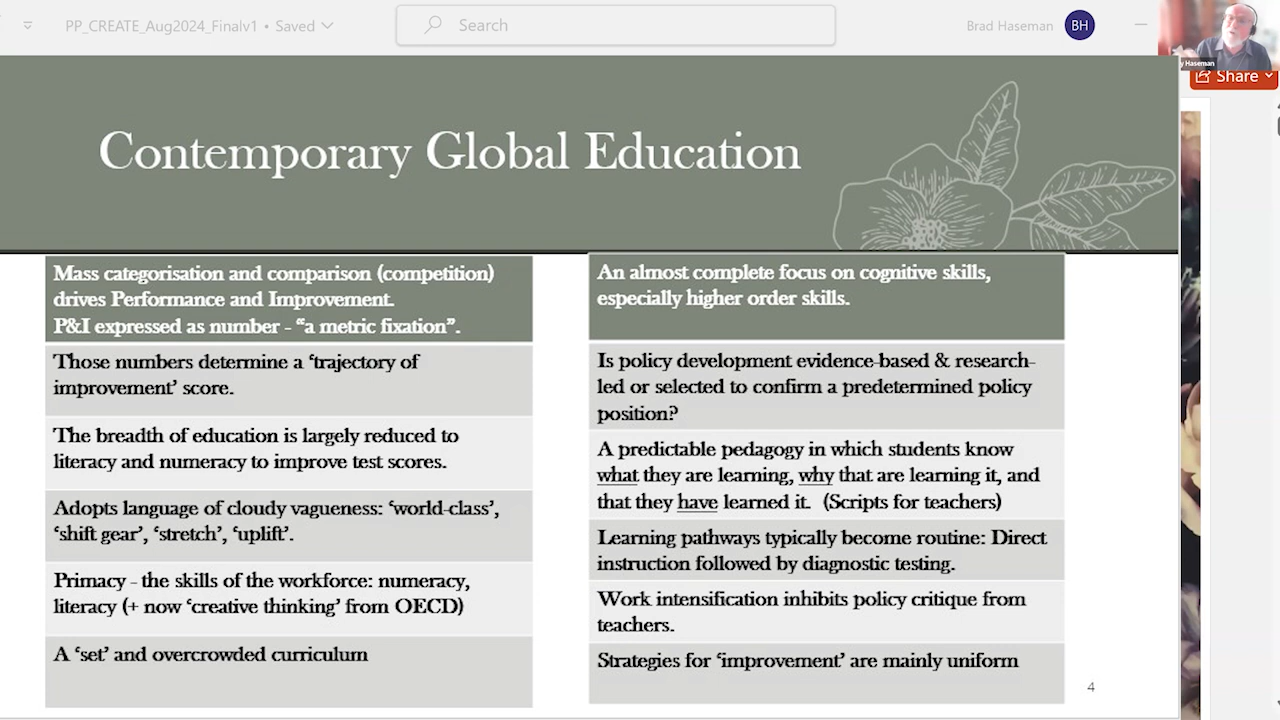 PP_CREATE_Aug2024_Finalv1 • Saved
Search
Brad Haseman
BH
y Haseman
Share
Contemporary Global Education
Mass categorisation and comparison (competition)
drives Performance and Improvement.
P&I expressed as number - “a metric fixation”.
Those numbers determine a ‘trajectory of
improvement’ score.
The breadth of education is largely reduced to
literacy and numeracy to improve test scores.
Adopts language of cloudy vagueness: ‘world-class’,
‘shift gear’, ‘stretch’, ‘uplift’.
Primacy - the skills of the workforce: numeracy,
literacy (+ now ‘creative thinking’ from OECD)
A ‘set’ and overcrowded curriculum
An almost complete focus on cognitive skills,
especially higher order skills.
Is policy development evidence-based & research-
led or selected to confirm a predetermined policy
position?
A predictable pedagogy in which students know
what they are learning, why that are learning it, and
that they have learned it. (Scripts for teachers)
Learning pathways typically become routine: Direct
instruction followed by diagnostic testing.
Work intensification inhibits policy critique from
teachers.
Strategies for ‘improvement’ are mainly uniform
4